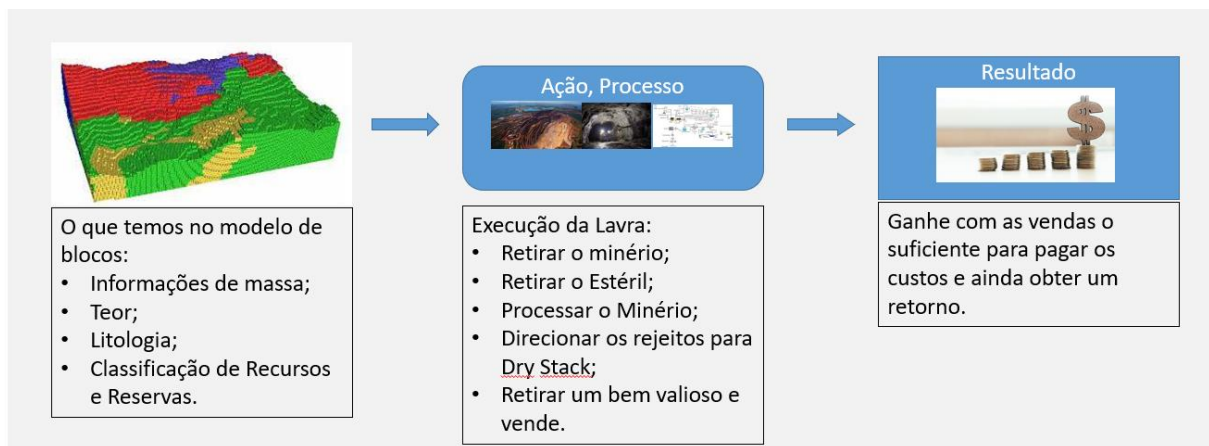 O que temos no modelo de
blocos:
• Informações de massa;
• Teor;
• Litologia;
• Classificação de Recursos
e Reservas.
Ação, Processo
Execução da Lavra:
• Retirar o minério;
• Retirar o Estéril;
• Processar o Minério;
• Direcionar os rejeitos para
Dry Stack;
• Retirar um bem valioso e
vende.
Resultado
$
Ganhe com as vendas o
suficiente para pagar os
custos e ainda obter um
retorno.